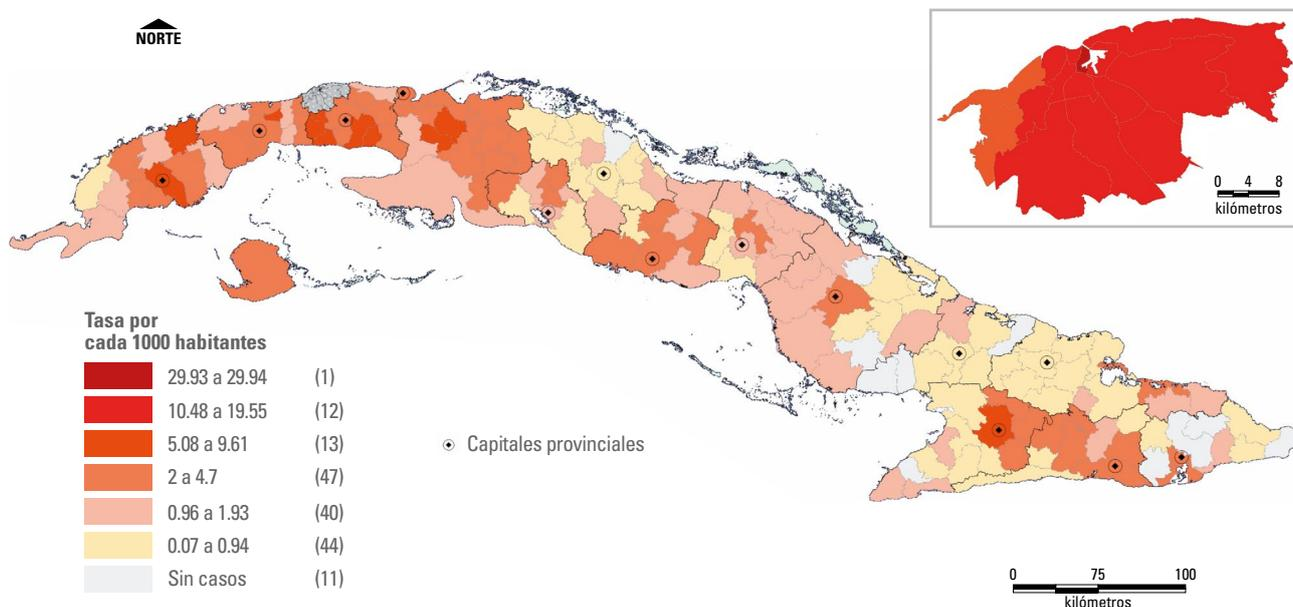 NORTE
0 4 8
kilómetros
Tasa por
cada 1000 habitantes
29.93 a 29.94 (1)
10.48 a 19.55 (12)
5.08 a 9.61 (13)
2 a 4.7 (47)
0.96 a 1.93 (40)
0.07 a 0.94 (44)
Sin casos (11)
Capitales provinciales
0 75 100
kilómetros